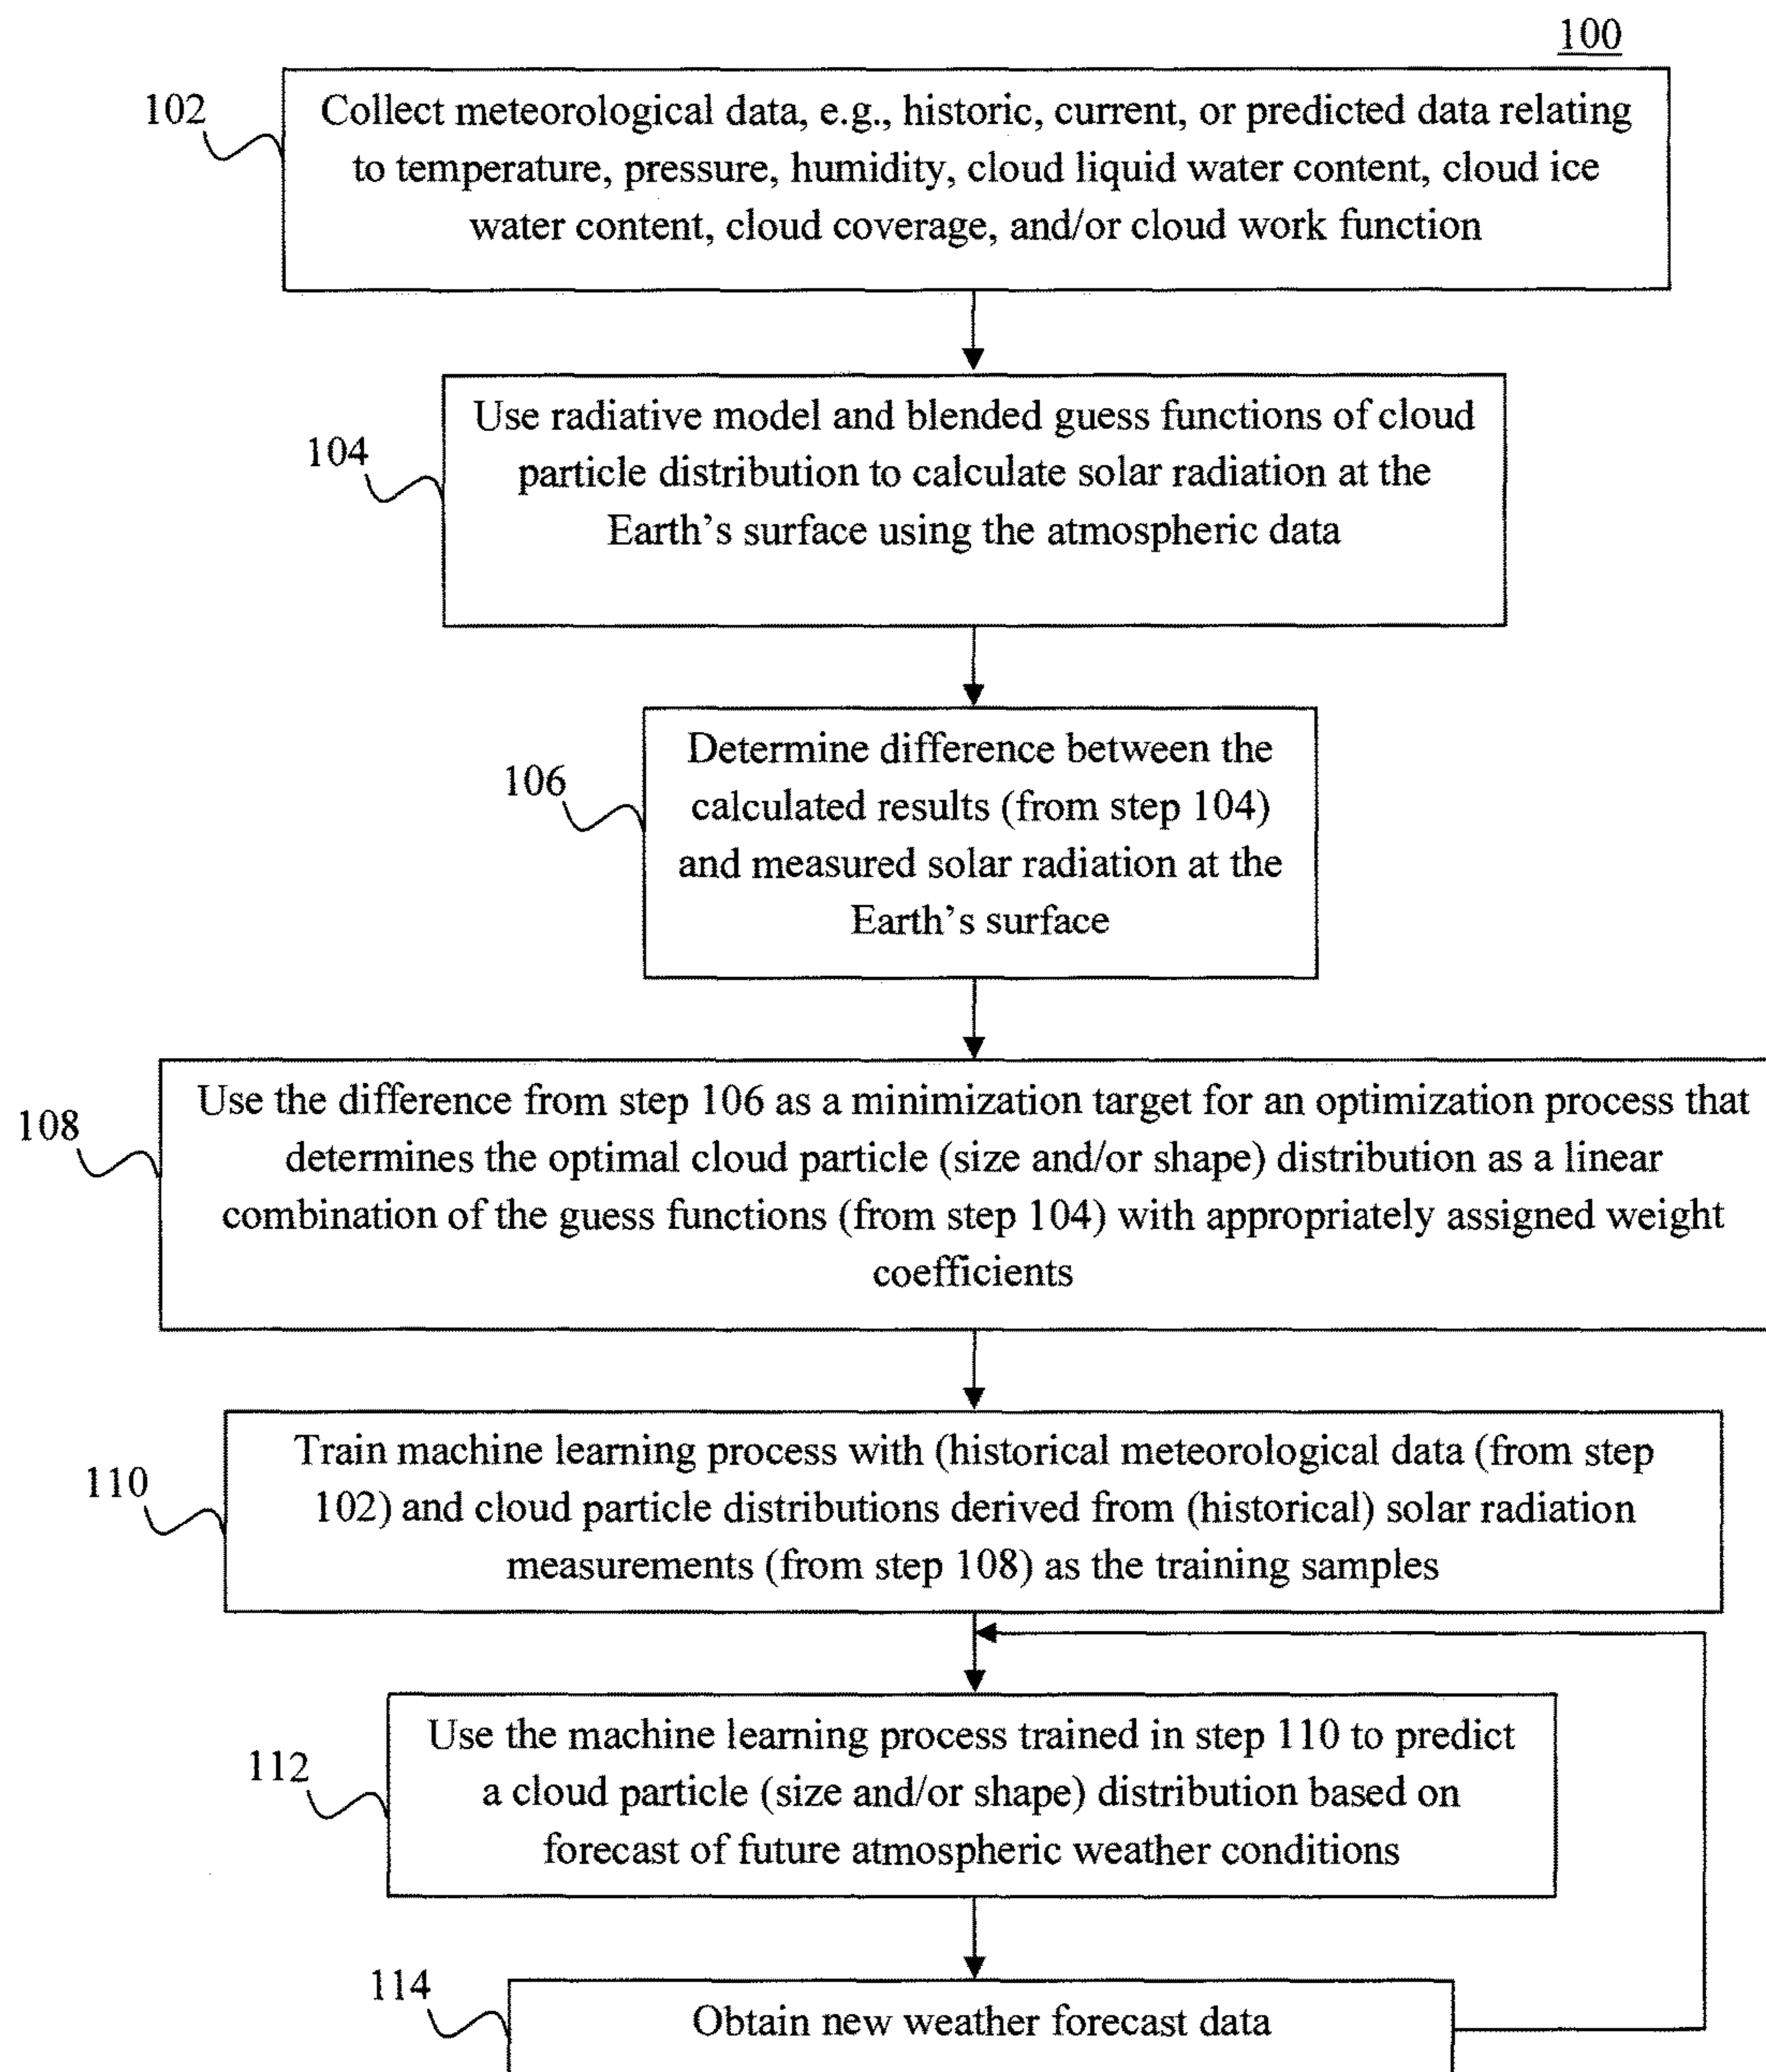 100
102
Collect meteorological data, e.g., historic, current, or predicted data relating
to temperature, pressure, humidity, cloud liquid water content, cloud ice
water content, cloud coverage, and/or cloud work function
104
Use radiative model and blended guess functions of cloud
particle distribution to calculate solar radiation at the
Earth's surface using the atmospheric data
106
Determine difference between the
calculated results (from step 104)
and measured solar radiation at the
Earth's surface
108
Use the difference from step 106 as a minimization target for an optimization process that
determines the optimal cloud particle (size and/or shape) distribution as a linear
combination of the guess functions (from step 104) with appropriately assigned weight
coefficients
110
Train machine learning process with (historical meteorological data (from step
102) and cloud particle distributions derived from (historical) solar radiation
measurements (from step 108) as the training samples
112
Use the machine learning process trained in step 110 to predict
a cloud particle (size and/or shape) distribution based on
forecast of future atmospheric weather conditions
114
Obtain new weather forecast data